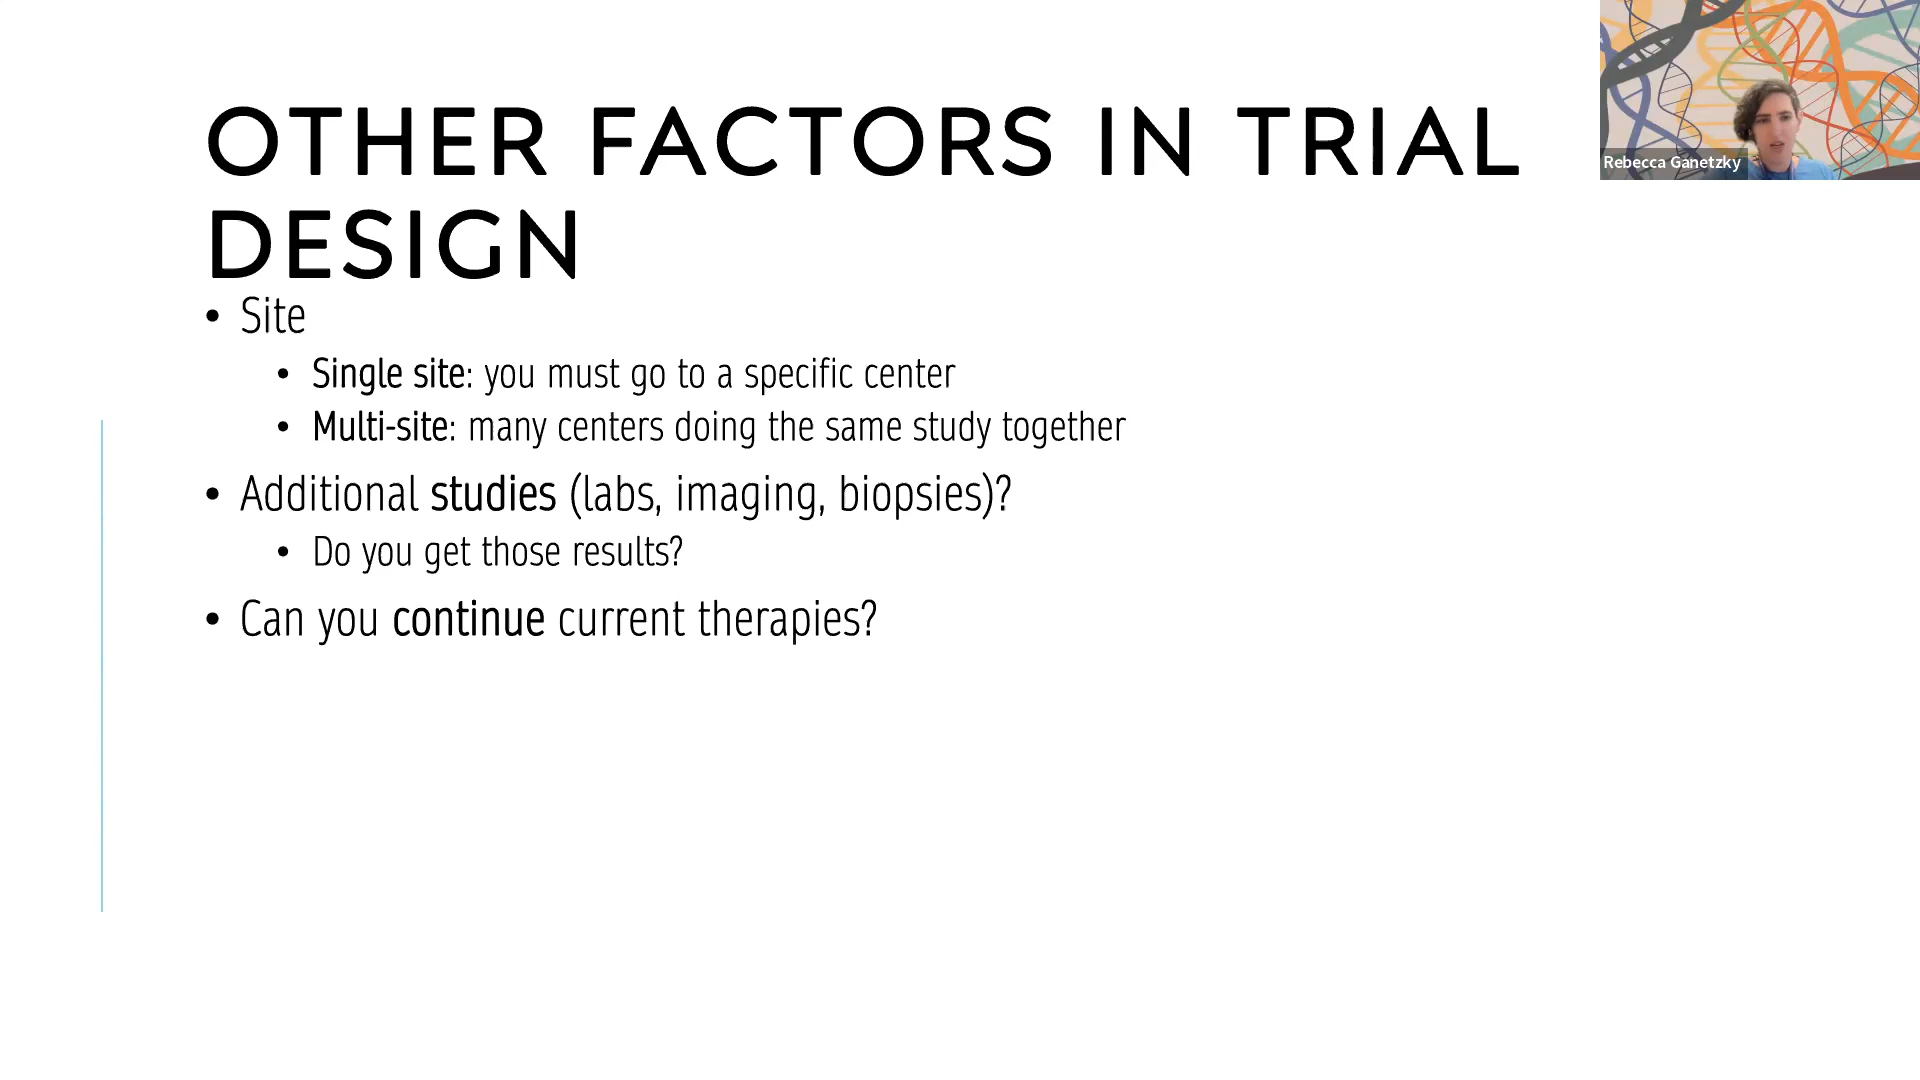 OTHER FACTORS IN TRIAL
DESIGN
• Site
• Single site: you must go to a specific center
• Multi-site: many centers doing the same study together
• Additional studies (labs, imaging, biopsies)?
• Do you get those results?
• Can you continue current therapies?
Rebecca Ganetzky